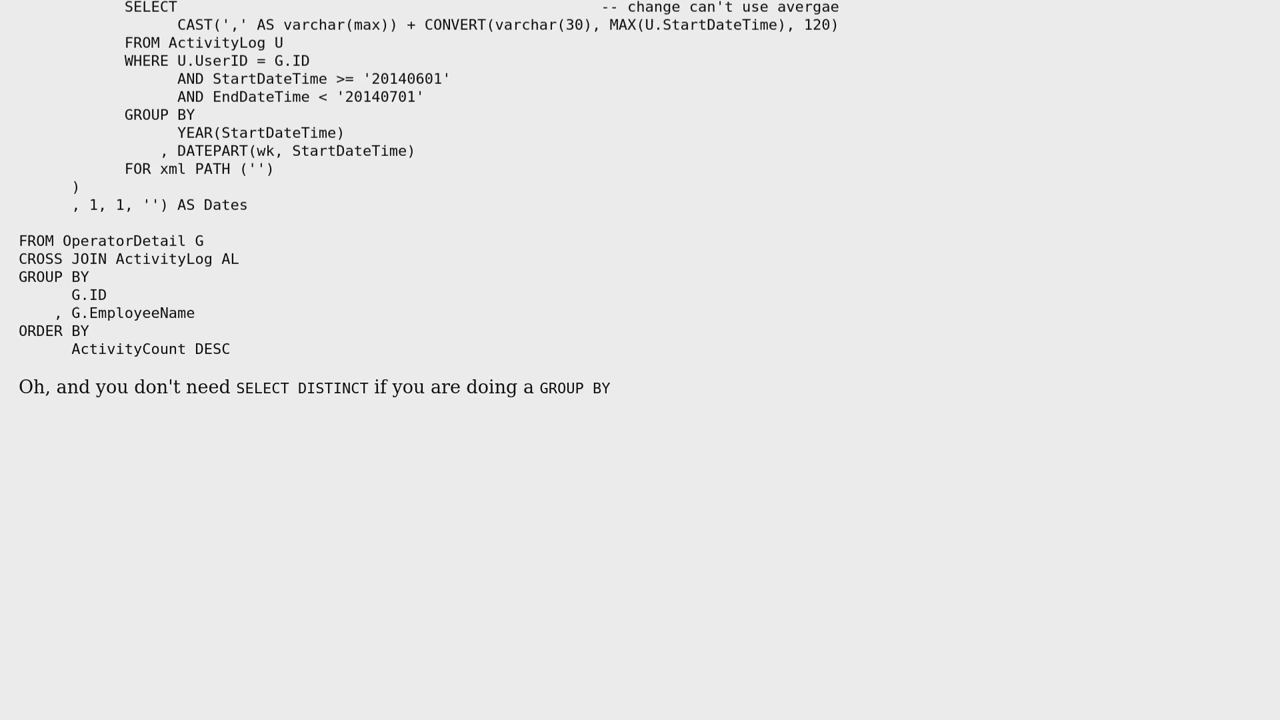 SELECT                                                -- change can't use avergae
CAST(',' AS varchar(max)) + CONVERT(varchar(30), MAX(U.StartDateTime), 120)
FROM ActivityLog U
WHERE U.UserID = G.ID
AND StartDateTime >= '20140601'
AND EndDateTime < '20140701'
GROUP BY
YEAR(StartDateTime)
, DATEPART(wk, StartDateTime)
FOR xml PATH ('')
)
, 1, 1, '') AS Dates
FROM OperatorDetail G
CROSS JOIN ActivityLog AL
GROUP BY
G.ID
, G.EmployeeName
ORDER BY
ActivityCount DESC
Oh, and you don't need SELECT DISTINCT if you are doing a GROUP BY